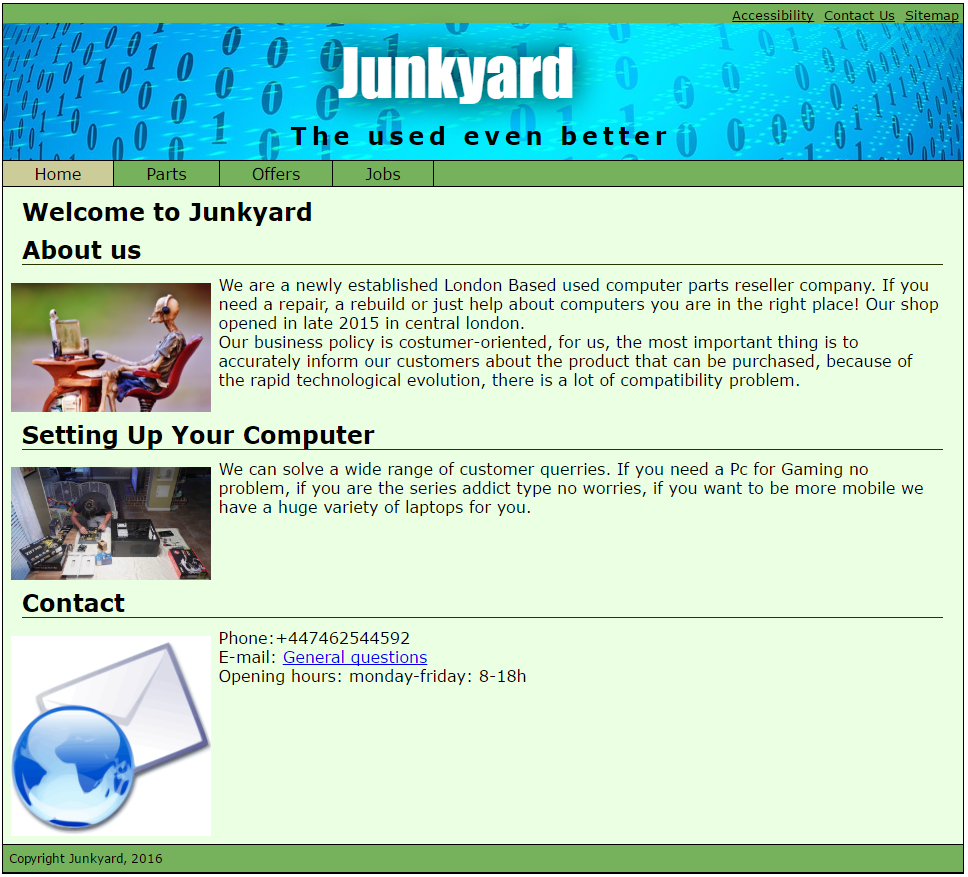 Accessibility Contact Us Sitemap
Junkyard
The used even better
Home Parts Offers Jobs
Welcome to Junkyard
About us
We are a newly established London Based used computer parts reseller company. If you
need a repair, a rebuild or just help about computers you are in the right place! Our shop
opened in late 2015 in central london.
Our business policy is costumer-oriented, for us, the most important thing is to
accurately inform our customers about the product that can be purchased, because of
the rapid technological evolution, there is a lot of compatibility problem.
Setting Up Your Computer
We can solve a wide range of customer querries. If you need a Pc for Gaming no
problem, if you are the series addict type no worries, if you want to be more mobile we
have a huge variety of laptops for you.
Contact
Phone:+447462544592
E-mail: General questions
Opening hours: monday-friday: 8-18h
Copyright Junkyard, 2016